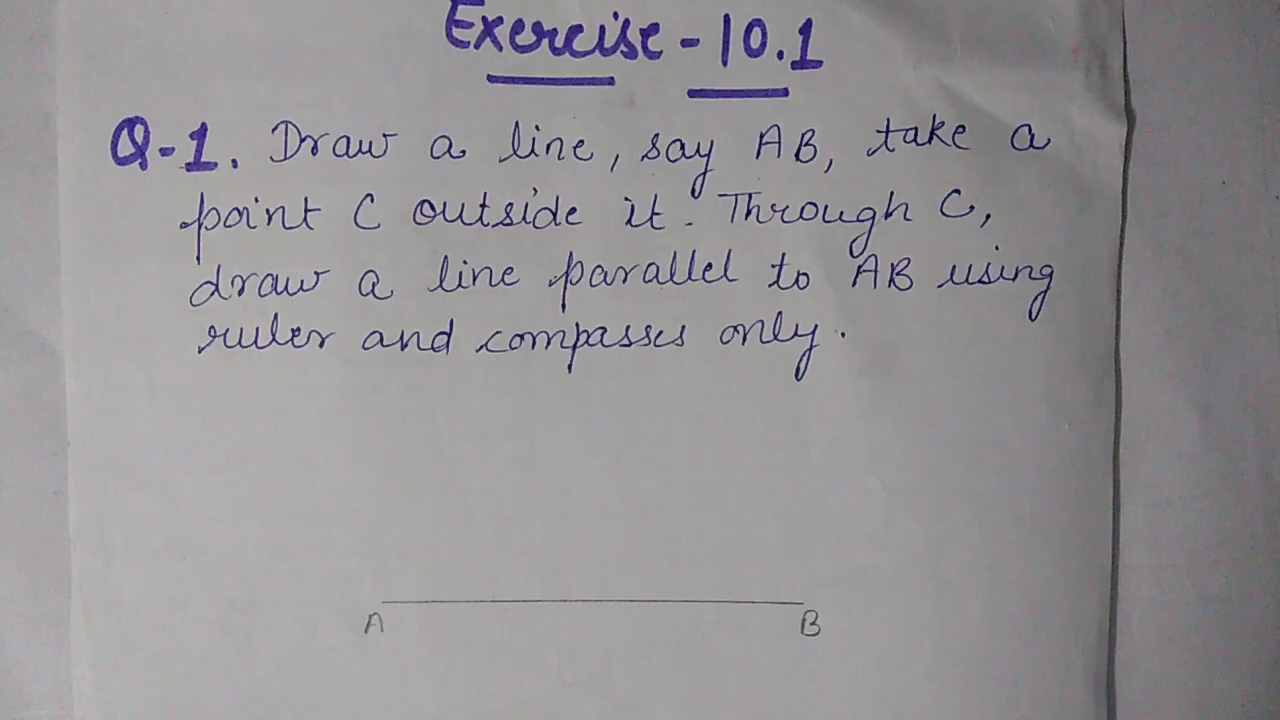 Exercise - 10.1
Q-1. Draw a line, say AB, take a
point C outside it. Through C,
draw a line parallel to AB using
ruler and compasses only.
A B